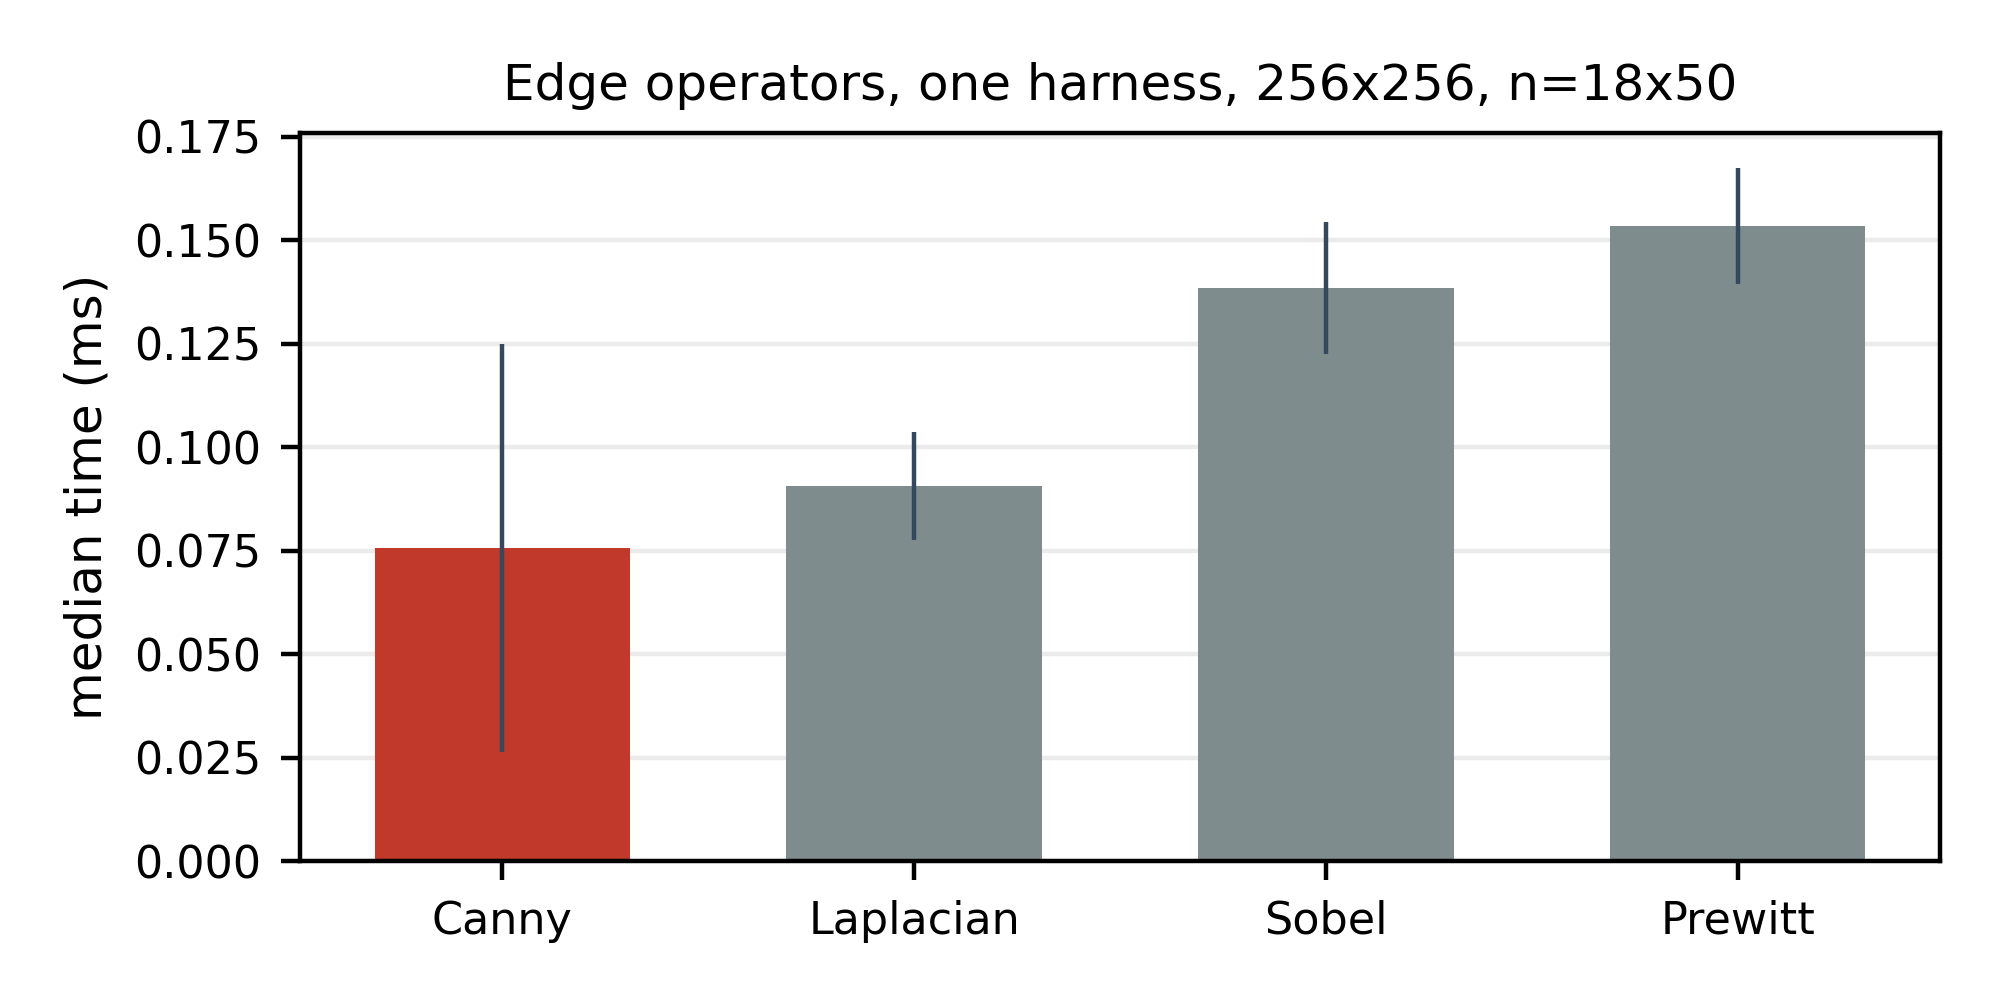 Edge operators, one harness, 256x256, n=18x50
median time (ms)
0.175
0.150
0.125
0.100
0.075
0.050
0.025
0.000
Canny
Laplacian
Sobel
Prewitt